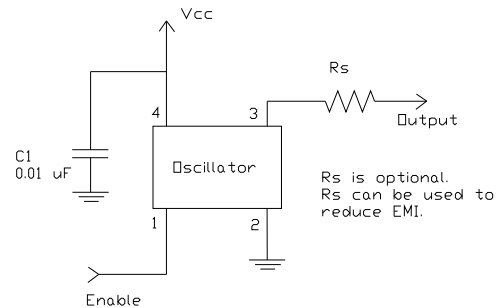 Vcc
Rs
4
3
Output
C1
0.01 uF
Oscillator
Rs is optional.
Rs can be used to
reduce EMI.
1
2
Enable